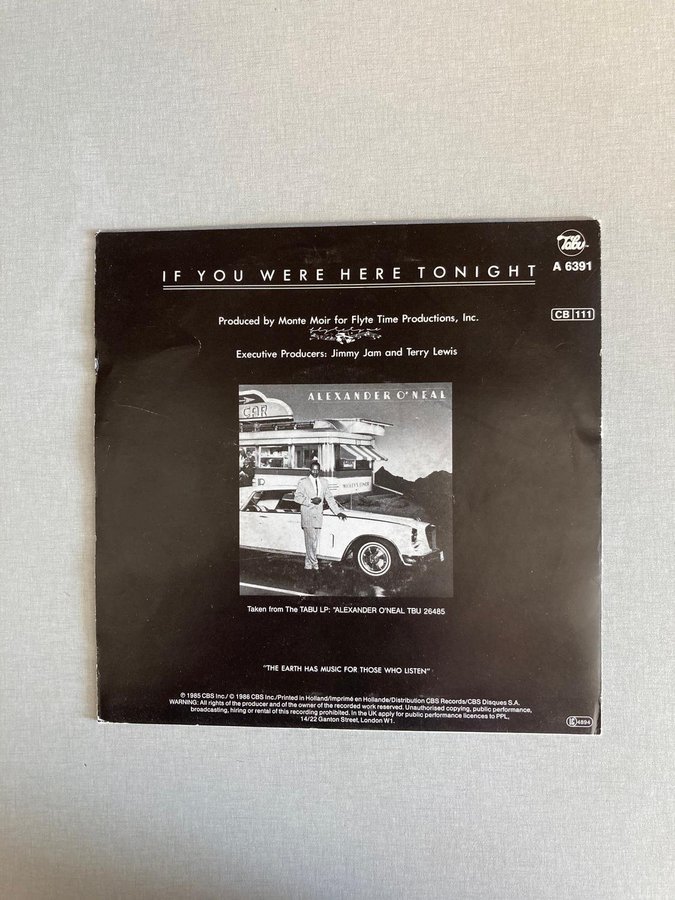 Tabu
IF YOU WERE HERE TONIGHT
A 6391
CB 111
Produced by Monte Moir for Flyte Time Productions, Inc.
flytetyme
Executive Producers: Jimmy Jam and Terry Lewis
ALEXANDER O'NEAL
CAR
MICKEY'S DINER
Taken from The TABU LP: "ALEXANDER O'NEAL TBU 26485
"THE EARTH HAS MUSIC FOR THOSE WHO LISTEN"
℗ 1985 CBS Inc./© 1986 CBS Inc./Printed in Holland/Imprimé en Hollande/Distribution CBS Records/CBS Disques S.A.
WARNING: All rights of the producer and of the owner of the recorded work reserved. Unauthorised copying, public performance,
broadcasting, hiring or rental of this recording prohibited. In the UK apply for public performance licences to PPL,
14/22 Ganton Street, London W1.
LC 4894